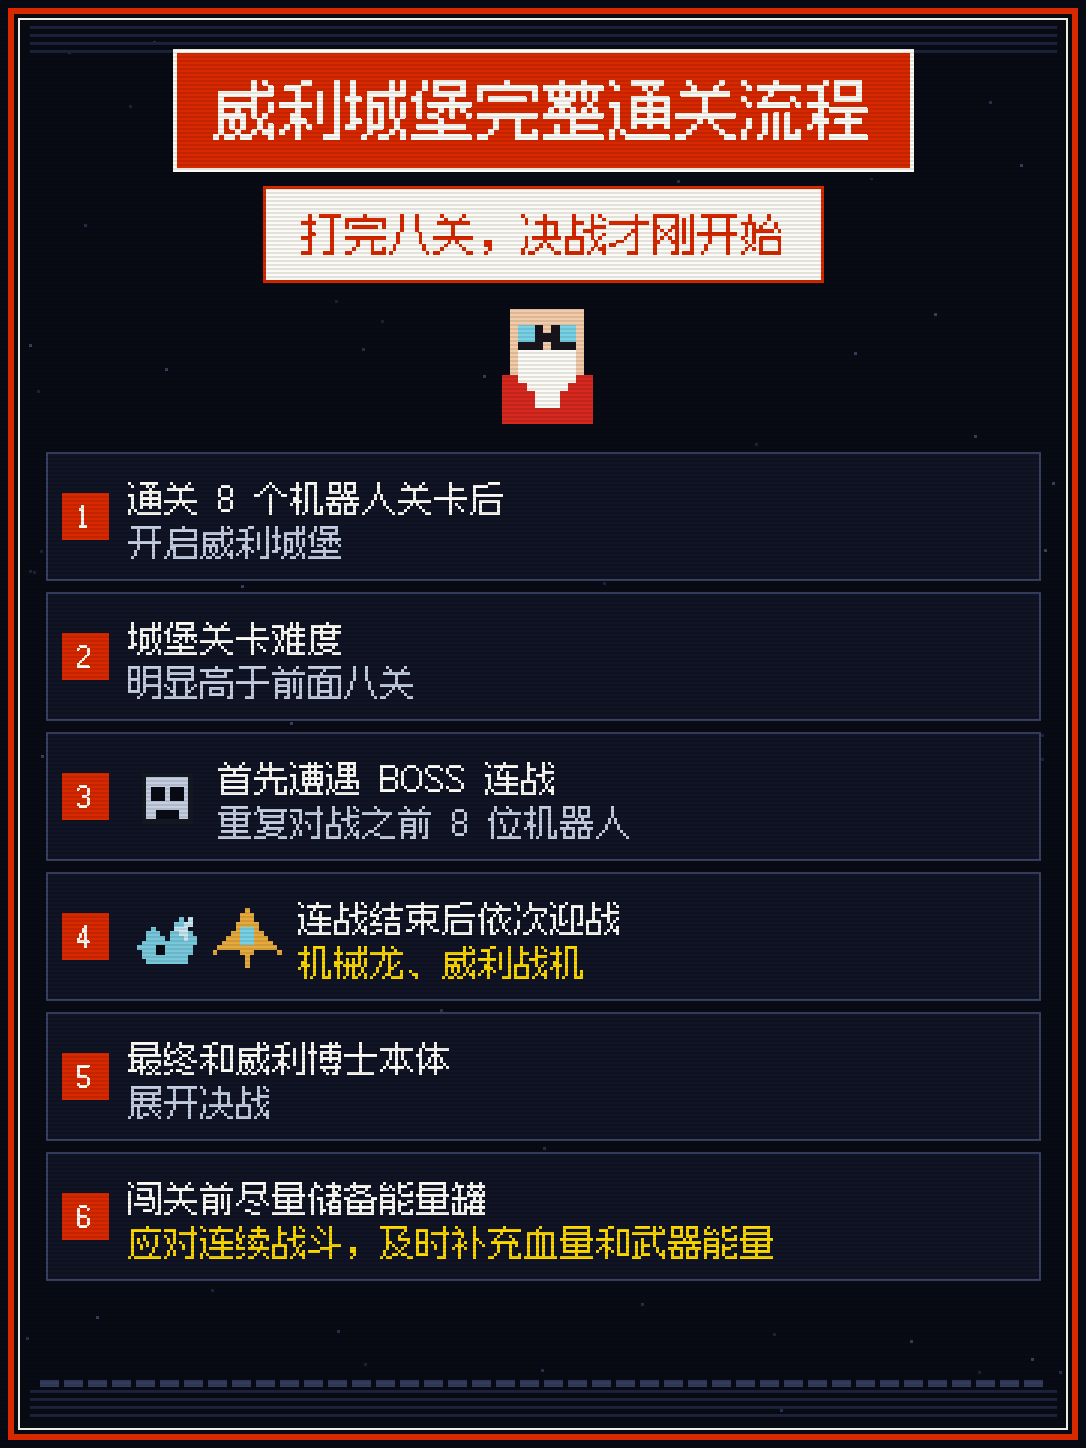 威利城堡完整通关流程
打完八关，决战才刚开始
1
通关 8 个机器人关卡后
开启威利城堡
2
城堡关卡难度
明显高于前面八关
3
首先遭遇 BOSS 连战
重复对战之前 8 位机器人
4
连战结束后依次迎战
机械龙、威利战机
5
最终和威利博士本体
展开决战
6
闯关前尽量储备能量罐
应对连续战斗，及时补充血量和武器能量